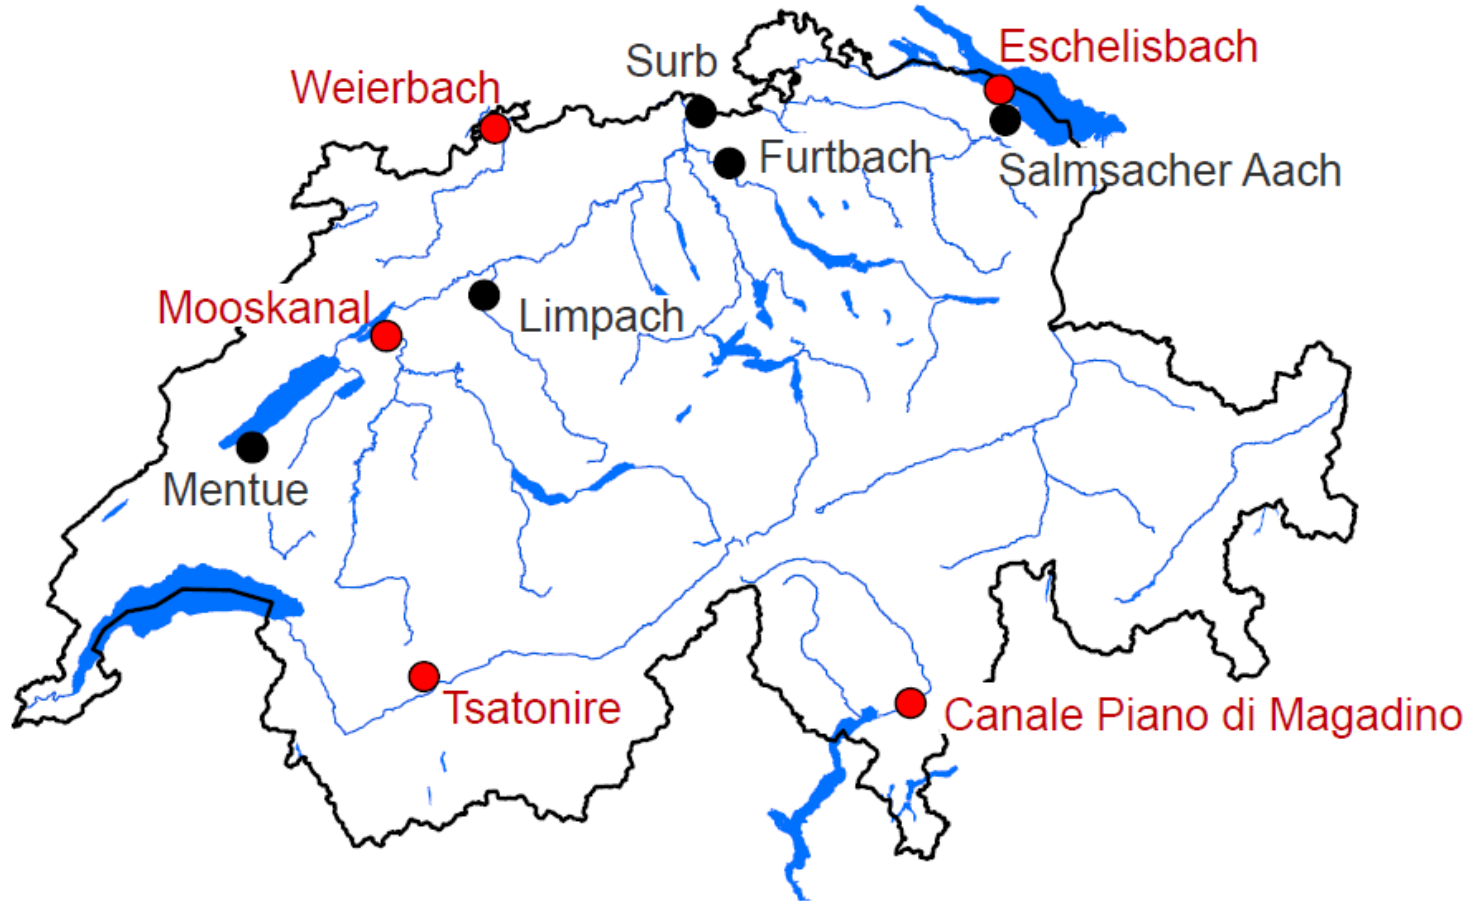 Eschelisbach
Surb
Weierbach
Furtbach
Salmsacher Aach
Mooskanal
Limpach
Mentue
Tsatonire
Canale Piano di Magadino